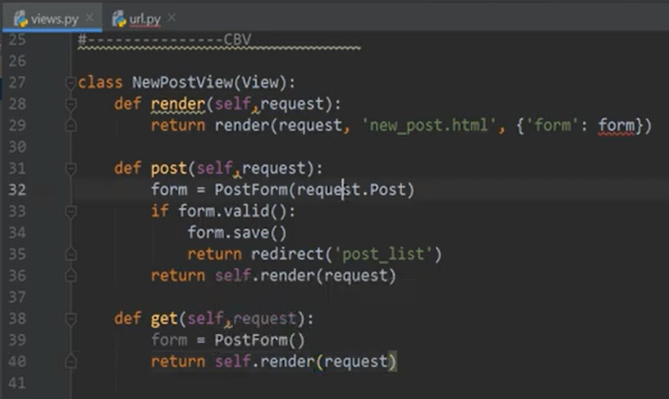 views.py url.py
25 #---------------CBV
26
27 class NewPostView(View):
28 def render(self,request):
29 return render(request, 'new_post.html', {'form': form})
30
31 def post(self,request):
32 form = PostForm(request.Post)
33 if form.valid():
34 form.save()
35 return redirect('post_list')
36 return self.render(request)
37
38 def get(self,request):
39 form = PostForm()
40 return self.render(request)
41